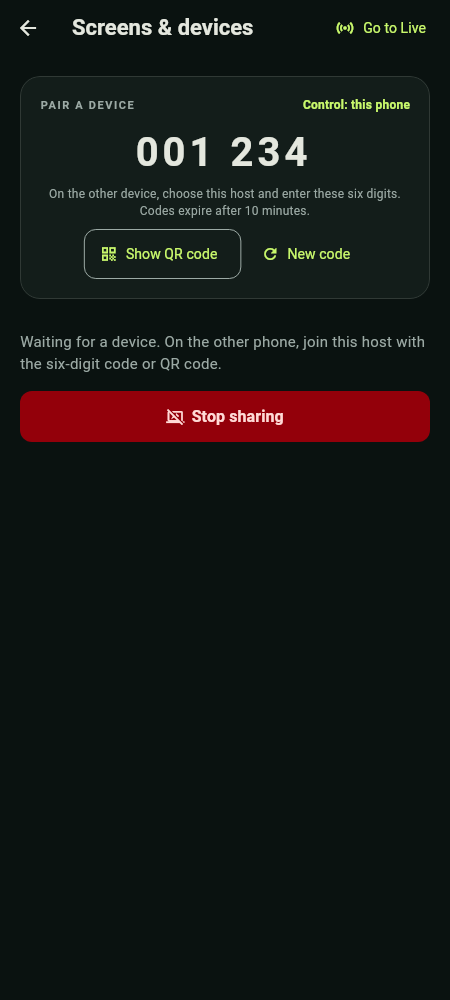 Screens & devices
Go to Live
PAIR A DEVICE
Control: this phone
001 234
On the other device, choose this host and enter these six digits.
Codes expire after 10 minutes.
Show QR code
New code
Waiting for a device. On the other phone, join this host with
the six-digit code or QR code.
Stop sharing